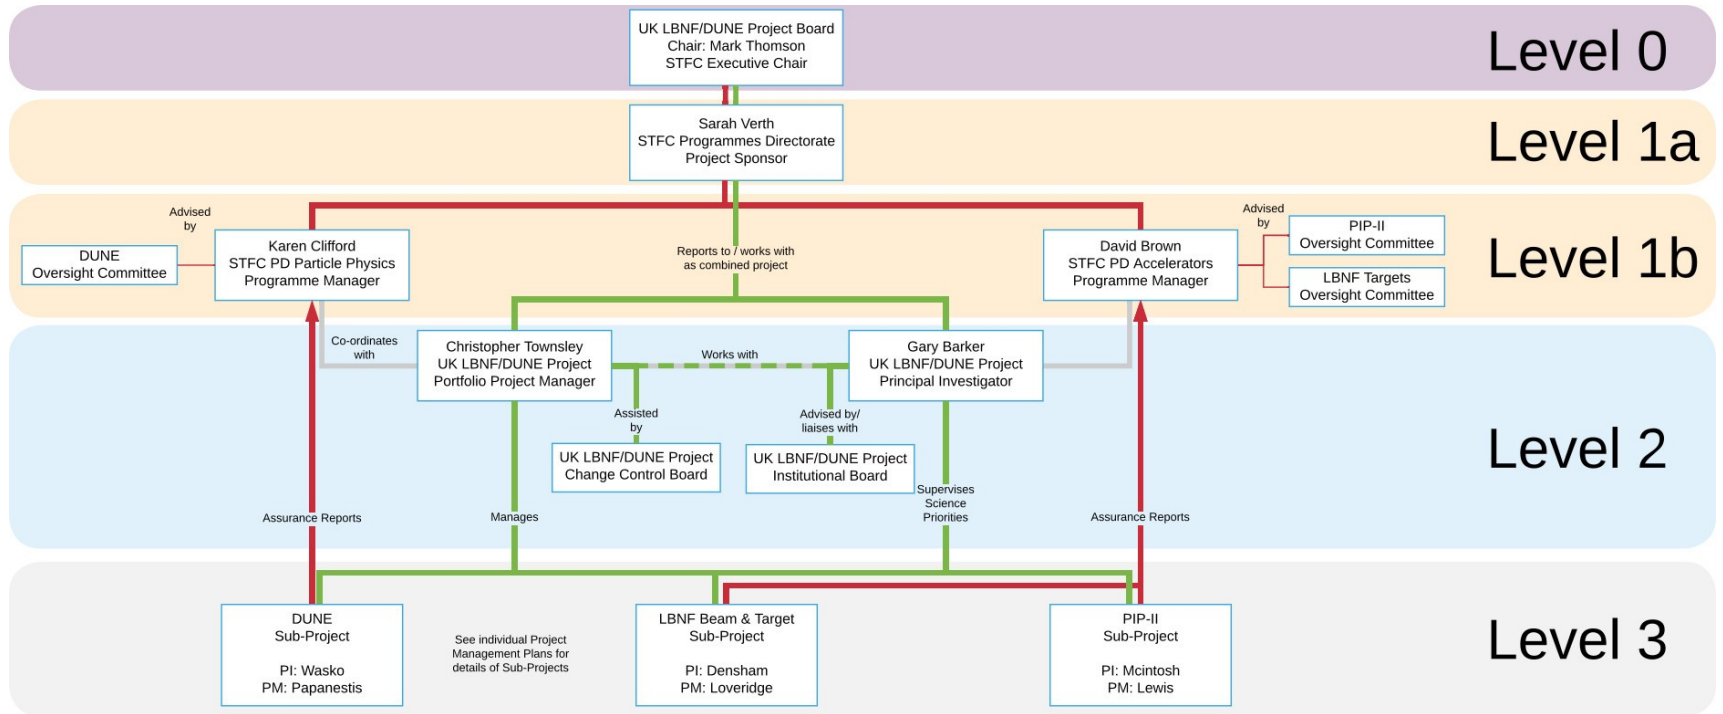 UK LBNF/DUNE Project Board
Chair: Mark Thomson
STFC Executive Chair
Level 0
Sarah Verth
STFC Programmes Directorate
Project Sponsor
Level 1a
Advised
by
DUNE
Oversight Committee
Karen Clifford
STFC PD Particle Physics
Programme Manager
Reports to / works with
as combined project
David Brown
STFC PD Accelerators
Programme Manager
Advised
by
PIP-II
Oversight Committee
LBNF Targets
Oversight Committee
Level 1b
Co-ordinates
with
Christopher Townsley
UK LBNF/DUNE Project
Portfolio Project Manager
Works with
Gary Barker
UK LBNF/DUNE Project
Principal Investigator
Assisted
by
Advised by/
liaises with
UK LBNF/DUNE Project
Change Control Board
UK LBNF/DUNE Project
Institutional Board
Level 2
Assurance Reports
Manages
Supervises
Science
Priorities
Assurance Reports
DUNE
Sub-Project
PI: Wasko
PM: Papanestis
See individual Project
Management Plans for
details of Sub-Projects
LBNF Beam & Target
Sub-Project
PI: Densham
PM: Loveridge
PIP-II
Sub-Project
PI: Mcintosh
PM: Lewis
Level 3